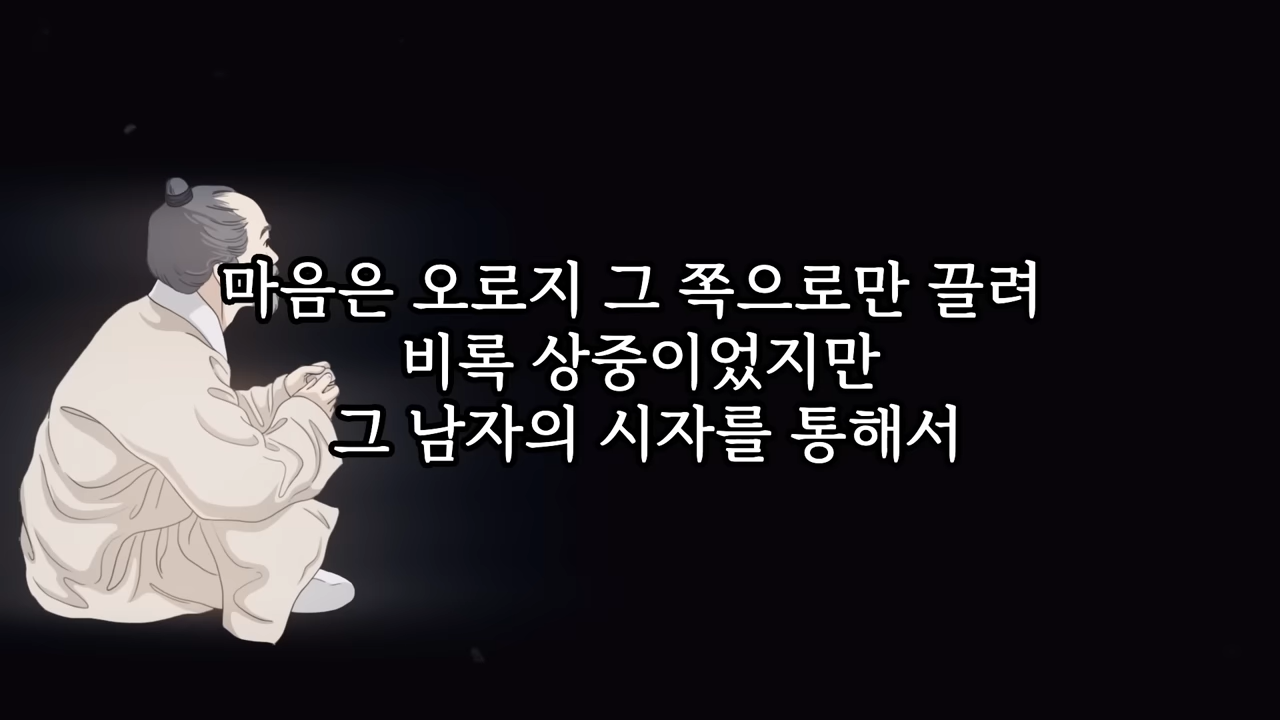 마음은 오로지 그 쪽으로만 끌려
비록 상중이었지만
그 남자의 시자를 통해서